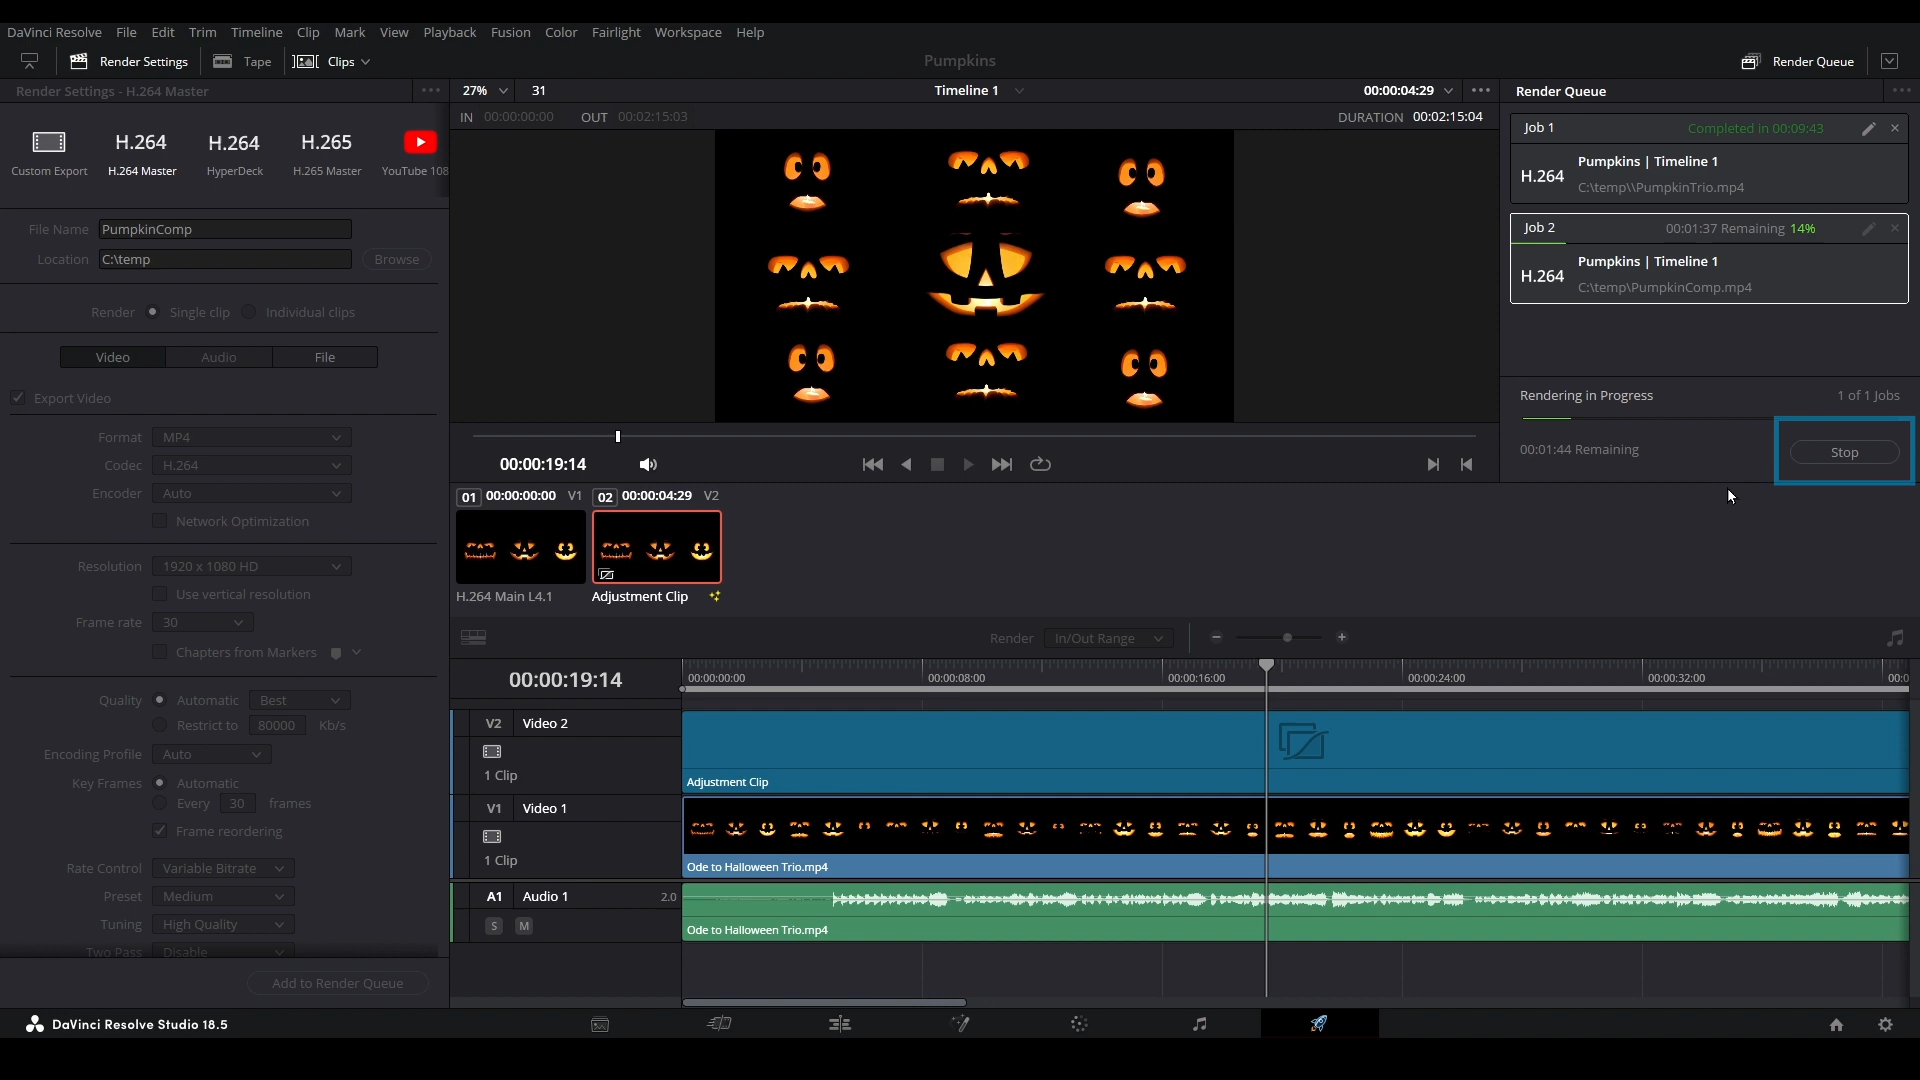 DaVinci Resolve File Edit Trim Timeline Clip Mark View Playback Fusion Color Fairlight Workspace Help
Render Settings Tape Clips Pumpkins Render Queue
Render Settings - H.264 Master
27% 31 Timeline 1 00:00:04:29
Render Queue
IN 00:00:00:00 OUT 00:02:15:03 DURATION 00:02:15:04
H.264 H.264 H.265
Custom Export H.264 Master HyperDeck H.265 Master YouTube 108
File Name PumpkinComp
Location C:\temp Browse
Render Single clip Individual clips
Video Audio File
Export Video
Format MP4
Codec H.264
Encoder Auto
Network Optimization
Resolution 1920 x 1080 HD
Use vertical resolution
Frame rate 30
Chapters from Markers
Quality Automatic Best
Restrict to 80000 Kb/s
Encoding Profile Auto
Key Frames Automatic
Every 30 frames
Frame reordering
Rate Control Variable Bitrate
Preset Medium
Tuning High Quality
Two Pass Disable
Add to Render Queue
00:00:19:14
01 00:00:00:00 V1 02 00:00:04:29 V2
H.264 Main L4.1 Adjustment Clip
Render In/Out Range
00:00:19:14
00:00:00:00 00:00:08:00 00:00:16:00 00:00:24:00 00:00:32:00 00:0
V2 Video 2
1 Clip
Adjustment Clip
V1 Video 1
1 Clip
Ode to Halloween Trio.mp4
A1 Audio 1 2.0
S M
Ode to Halloween Trio.mp4
Job 1 Completed in 00:09:43
H.264
Pumpkins | Timeline 1
C:\temp\\PumpkinTrio.mp4
Job 2 00:01:37 Remaining 14%
H.264
Pumpkins | Timeline 1
C:\temp\PumpkinComp.mp4
Rendering in Progress 1 of 1 Jobs
00:01:44 Remaining Stop
DaVinci Resolve Studio 18.5